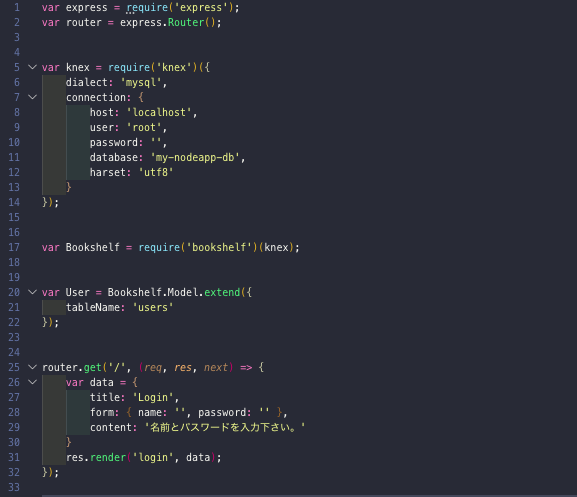 1 var express = require('express');
2 var router = express.Router();
3
4
5 var knex = require('knex')({
6 dialect: 'mysql',
7 connection: {
8 host: 'localhost',
9 user: 'root',
10 password: '',
11 database: 'my-nodeapp-db',
12 harset: 'utf8'
13 }
14 });
15
16
17 var Bookshelf = require('bookshelf')(knex);
18
19
20 var User = Bookshelf.Model.extend({
21 tableName: 'users'
22 });
23
24
25 router.get('/', (req, res, next) => {
26 var data = {
27 title: 'Login',
28 form: { name: '', password: '' },
29 content: '名前とパスワードを入力下さい。'
30 }
31 res.render('login', data);
32 });
33